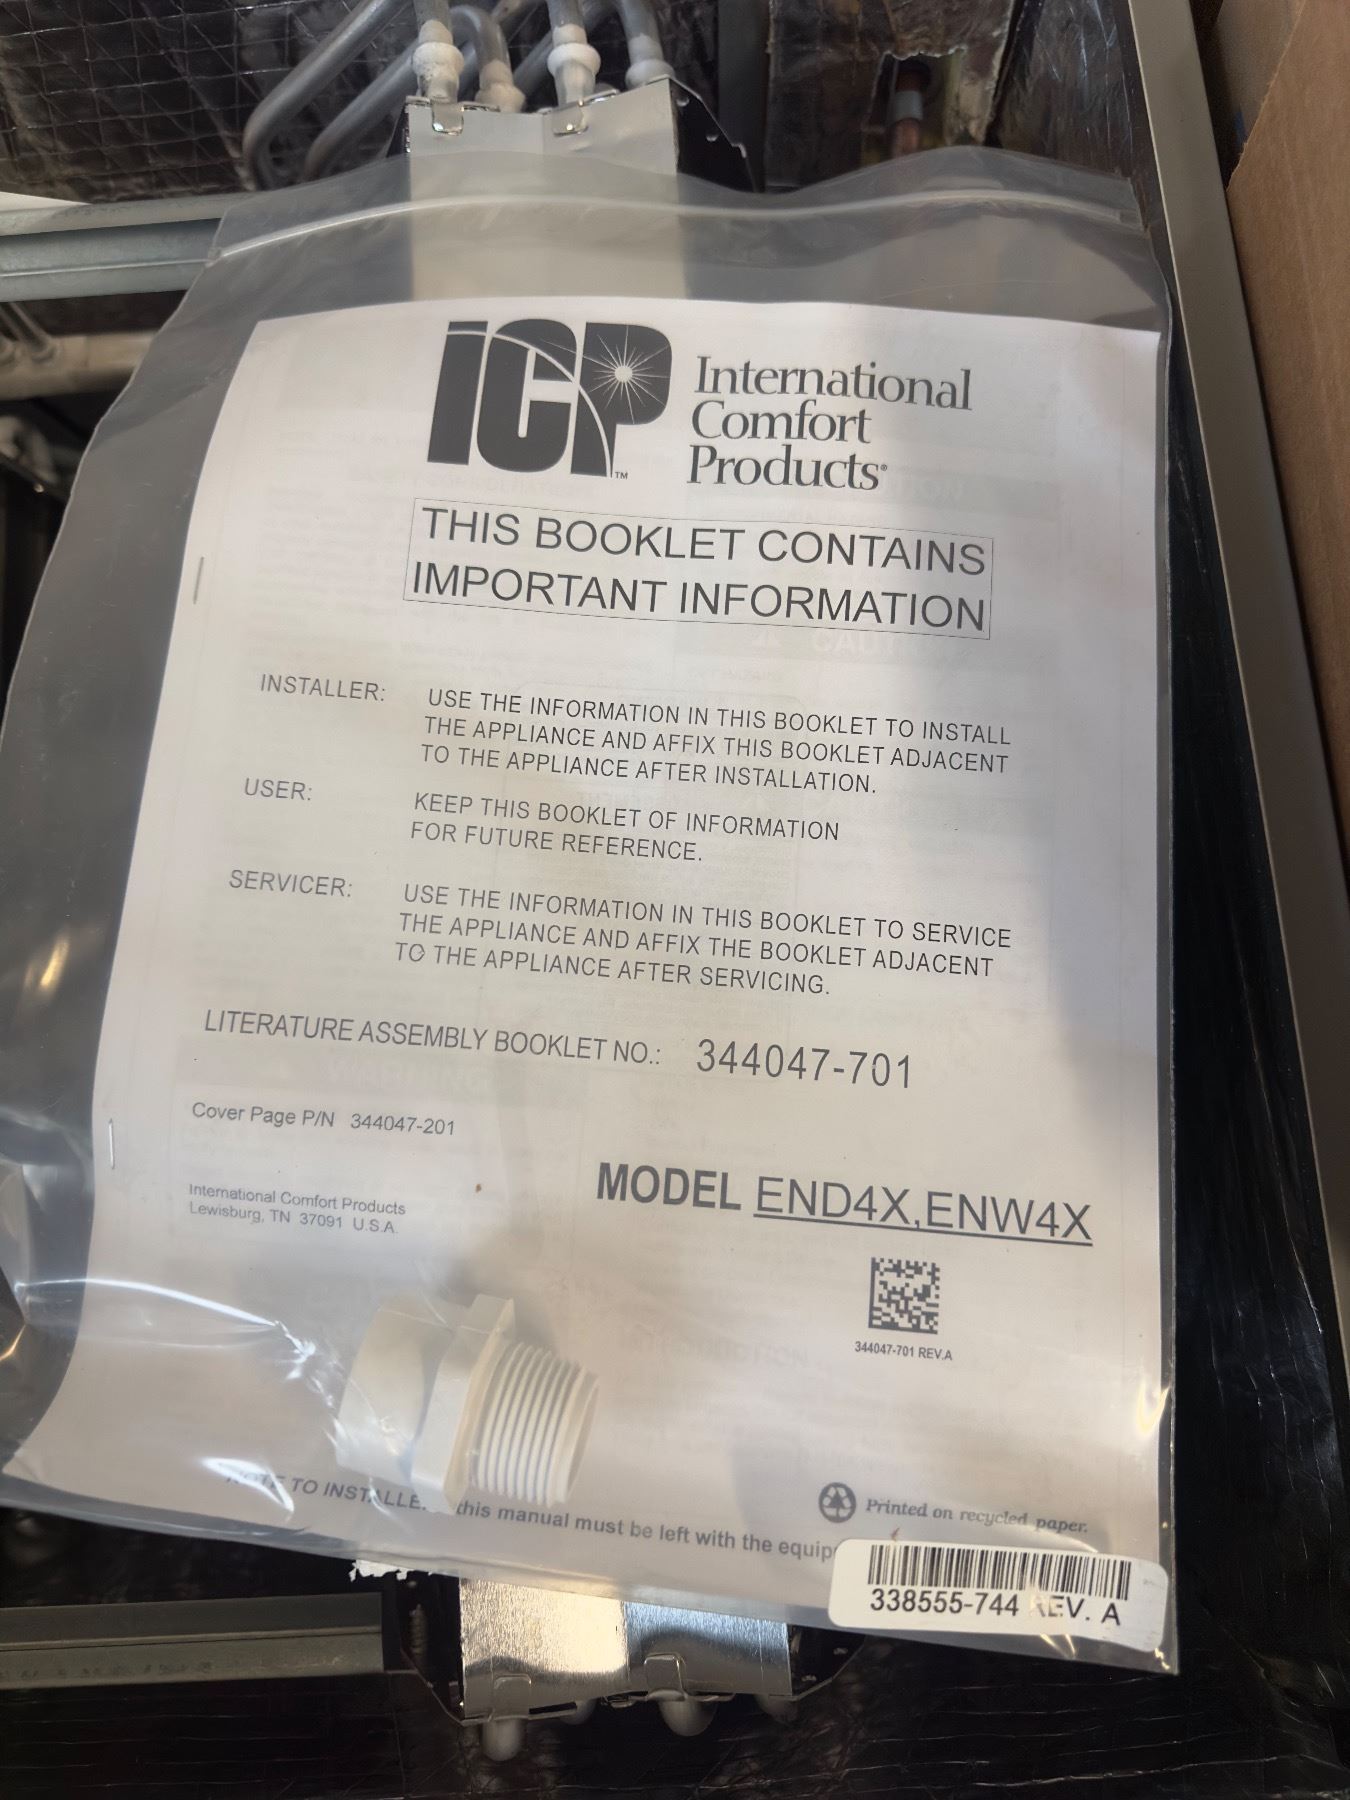 iCP
TM
International
Comfort
Products®
THIS BOOKLET CONTAINS
IMPORTANT INFORMATION
INSTALLER:
USE THE INFORMATION IN THIS BOOKLET TO INSTALL
THE APPLIANCE AND AFFIX THIS BOOKLET ADJACENT
TO THE APPLIANCE AFTER INSTALLATION.
USER:
KEEP THIS BOOKLET OF INFORMATION
FOR FUTURE REFERENCE.
SERVICER:
USE THE INFORMATION IN THIS BOOKLET TO SERVICE
THE APPLIANCE AND AFFIX THE BOOKLET ADJACENT
TO THE APPLIANCE AFTER SERVICING.
LITERATURE ASSEMBLY BOOKLET NO.: 344047-701
Cover Page P/N 344047-201
International Comfort Products
Lewisburg, TN 37091 U.S.A.
MODEL END4X,ENW4X
344047-701 REV.A
Printed on recycled paper.
NOTE TO INSTALLE this manual must be left with the equip
338555-744 REV. A